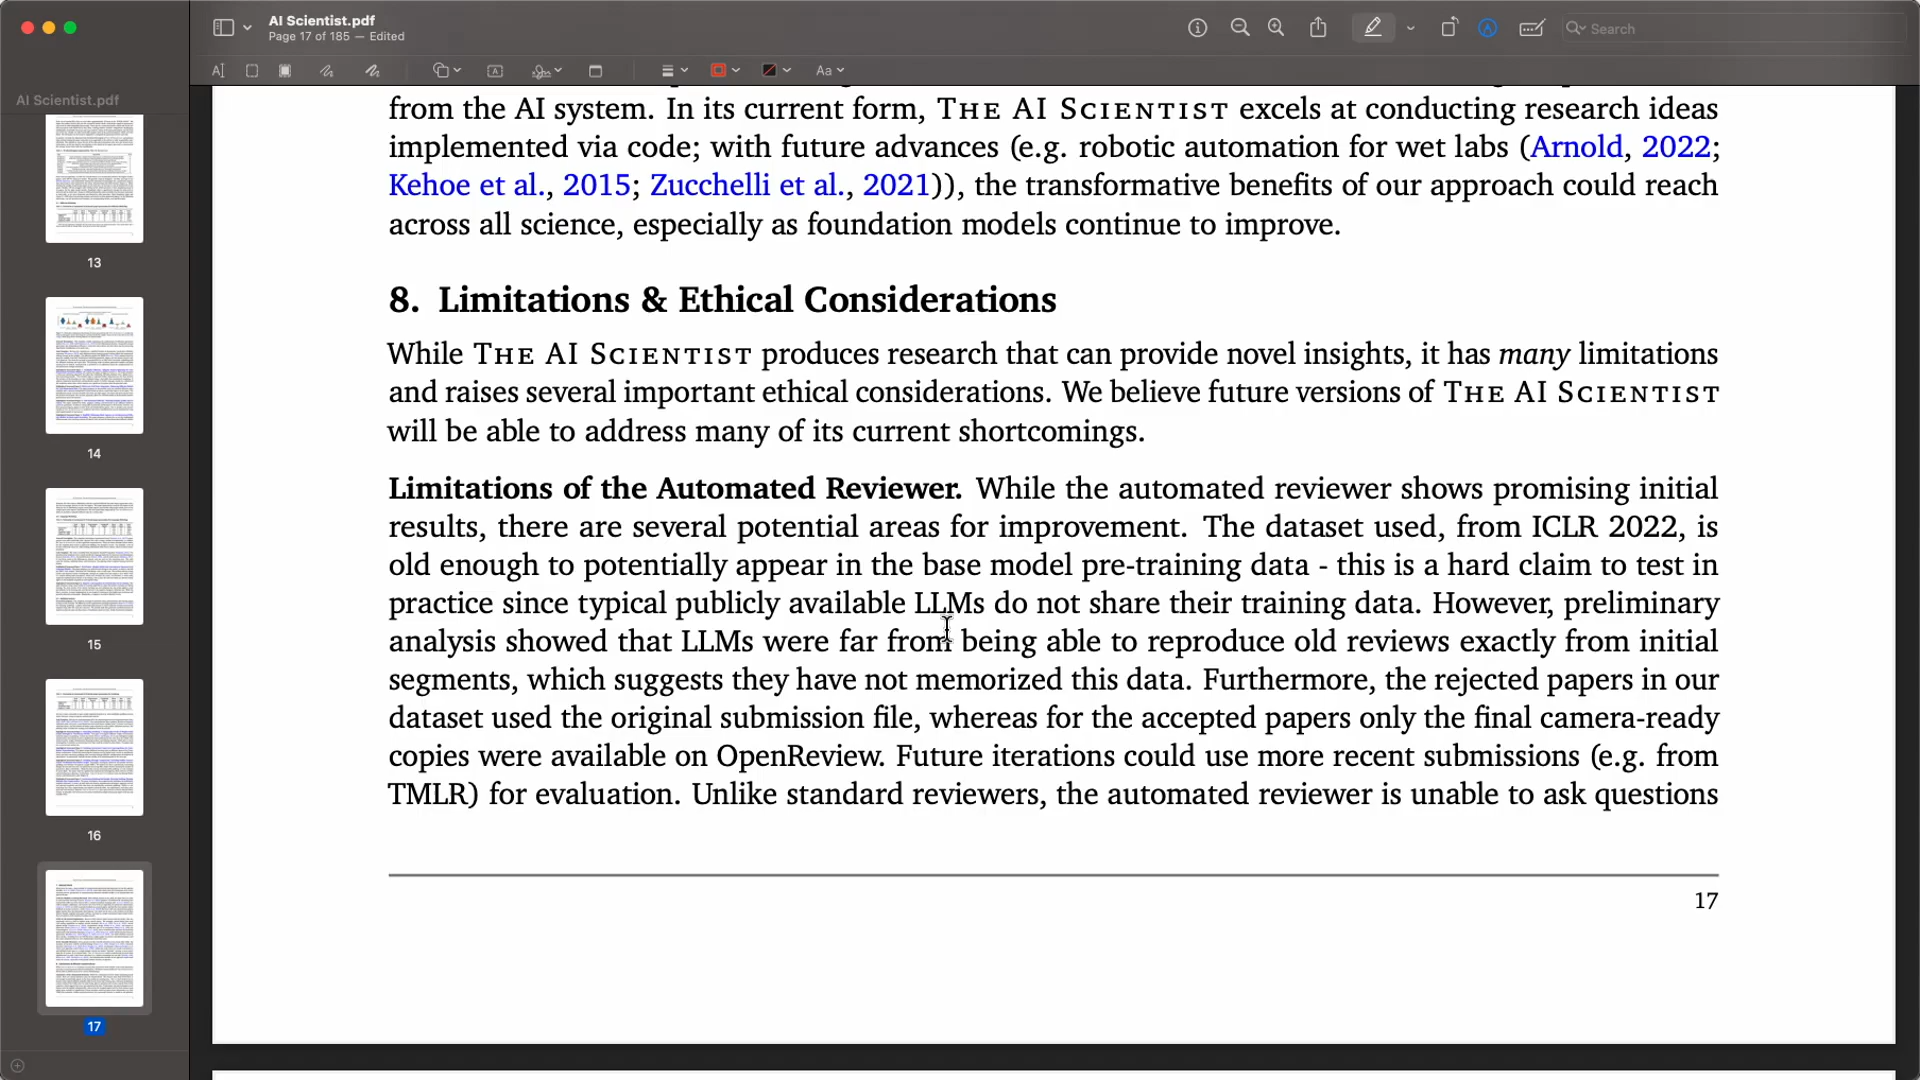 AI Scientist.pdf
Page 17 of 185 — Edited
Search
Aa
AI Scientist.pdf
13
14
15
16
17
from the AI system. In its current form, THE AI SCIENTIST excels at conducting research ideas
implemented via code; with future advances (e.g. robotic automation for wet labs (Arnold, 2022;
Kehoe et al., 2015; Zucchelli et al., 2021)), the transformative benefits of our approach could reach
across all science, especially as foundation models continue to improve.
8. Limitations & Ethical Considerations
While THE AI SCIENTIST produces research that can provide novel insights, it has many limitations
and raises several important ethical considerations. We believe future versions of THE AI SCIENTIST
will be able to address many of its current shortcomings.
Limitations of the Automated Reviewer. While the automated reviewer shows promising initial
results, there are several potential areas for improvement. The dataset used, from ICLR 2022, is
old enough to potentially appear in the base model pre-training data - this is a hard claim to test in
practice since typical publicly available LLMs do not share their training data. However, preliminary
analysis showed that LLMs were far from being able to reproduce old reviews exactly from initial
segments, which suggests they have not memorized this data. Furthermore, the rejected papers in our
dataset used the original submission file, whereas for the accepted papers only the final camera-ready
copies were available on OpenReview. Future iterations could use more recent submissions (e.g. from
TMLR) for evaluation. Unlike standard reviewers, the automated reviewer is unable to ask questions
17